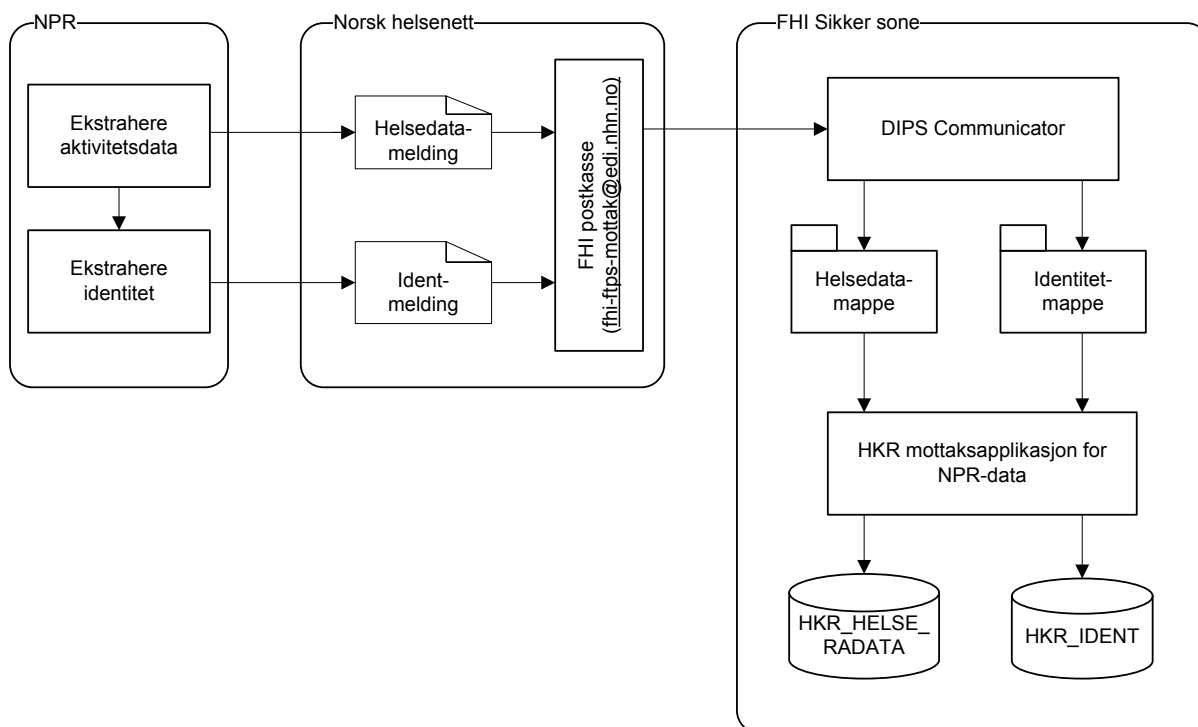 NPR
Ekstrahere
aktivitetsdata
Ekstrahere
identitet
Norsk helsenett
Helsedata-
melding
Ident-
melding
FHI postkasse
(fhi-ftps-mottak@edi.nhn.no)
FHI Sikker sone
DIPS Communicator
Helsedata-
mappe
Identitet-
mappe
HKR mottaksapplikasjon for
NPR-data
HKR_HELSE_
RADATA
HKR_IDENT